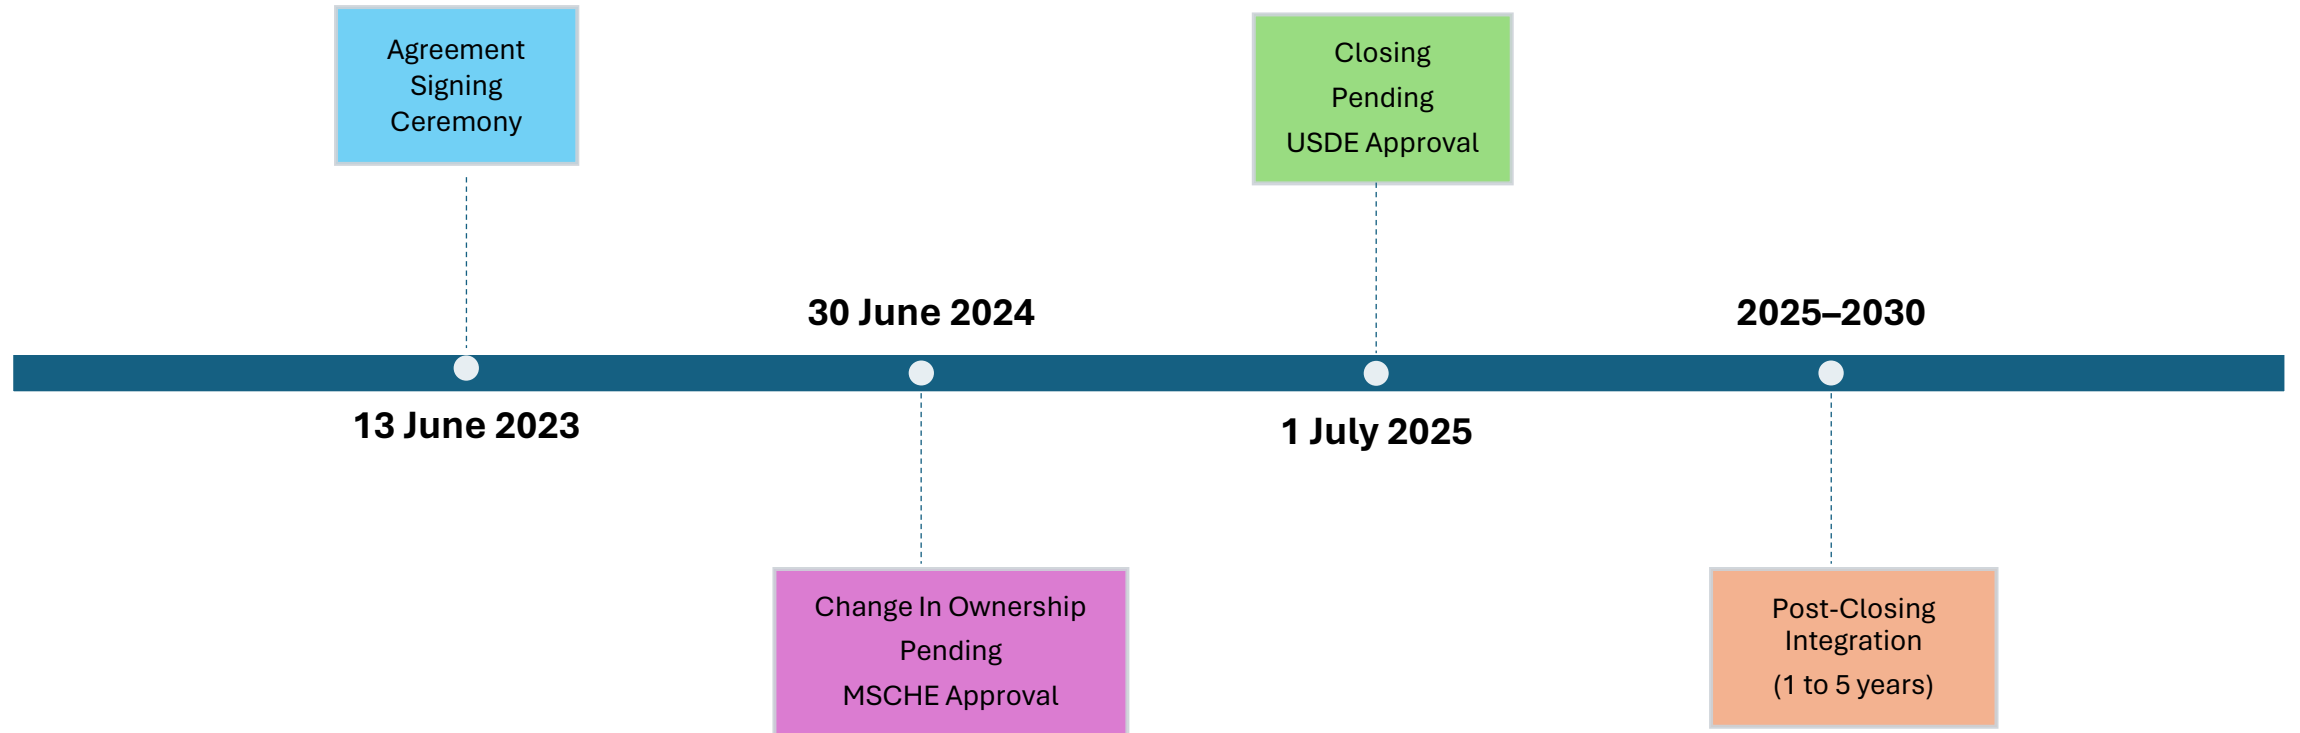 Agreement
Signing
Ceremony
Closing
Pending
USDE Approval
30 June 2024
2025–2030
13 June 2023
1 July 2025
Change In Ownership
Pending
MSCHE Approval
Post-Closing
Integration
(1 to 5 years)